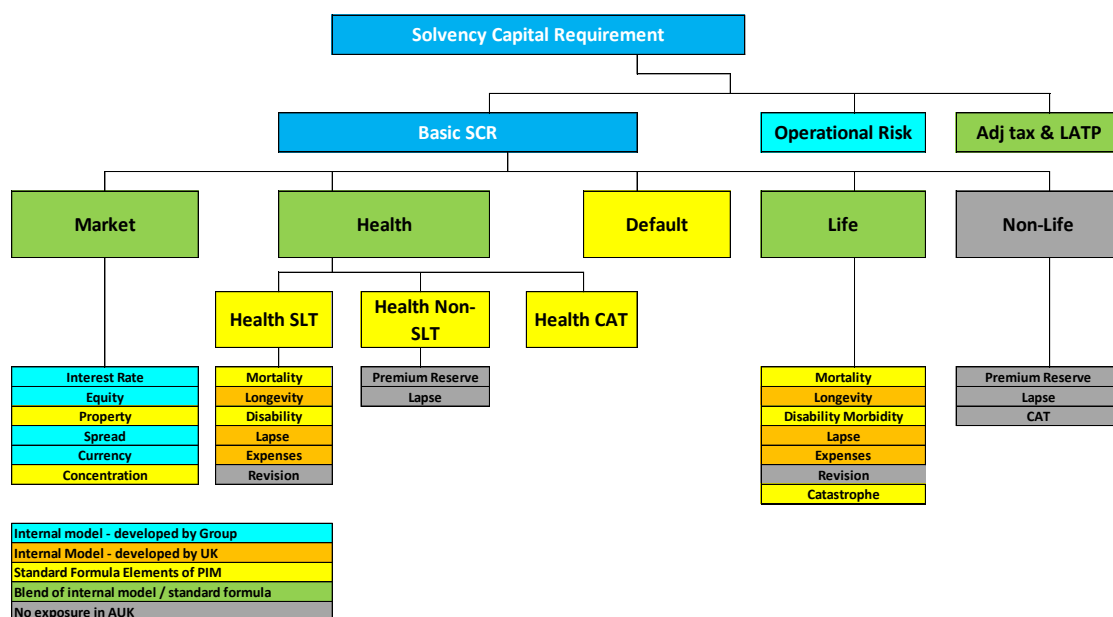 Solvency Capital Requirement
Basic SCR
Operational Risk
Adj tax & LATP
Market
Health
Default
Life
Non-Life
Health SLT
Health Non-
SLT
Health CAT
Interest Rate
Equity
Property
Spread
Currency
Concentration
Mortality
Longevity
Disability
Lapse
Expenses
Revision
Premium Reserve
Lapse
Mortality
Longevity
Disability Morbidity
Lapse
Expenses
Revision
Catastrophe
Premium Reserve
Lapse
CAT
Internal model - developed by Group
Internal Model - developed by UK
Standard Formula Elements of PIM
Blend of internal model / standard formula
No exposure in AUK